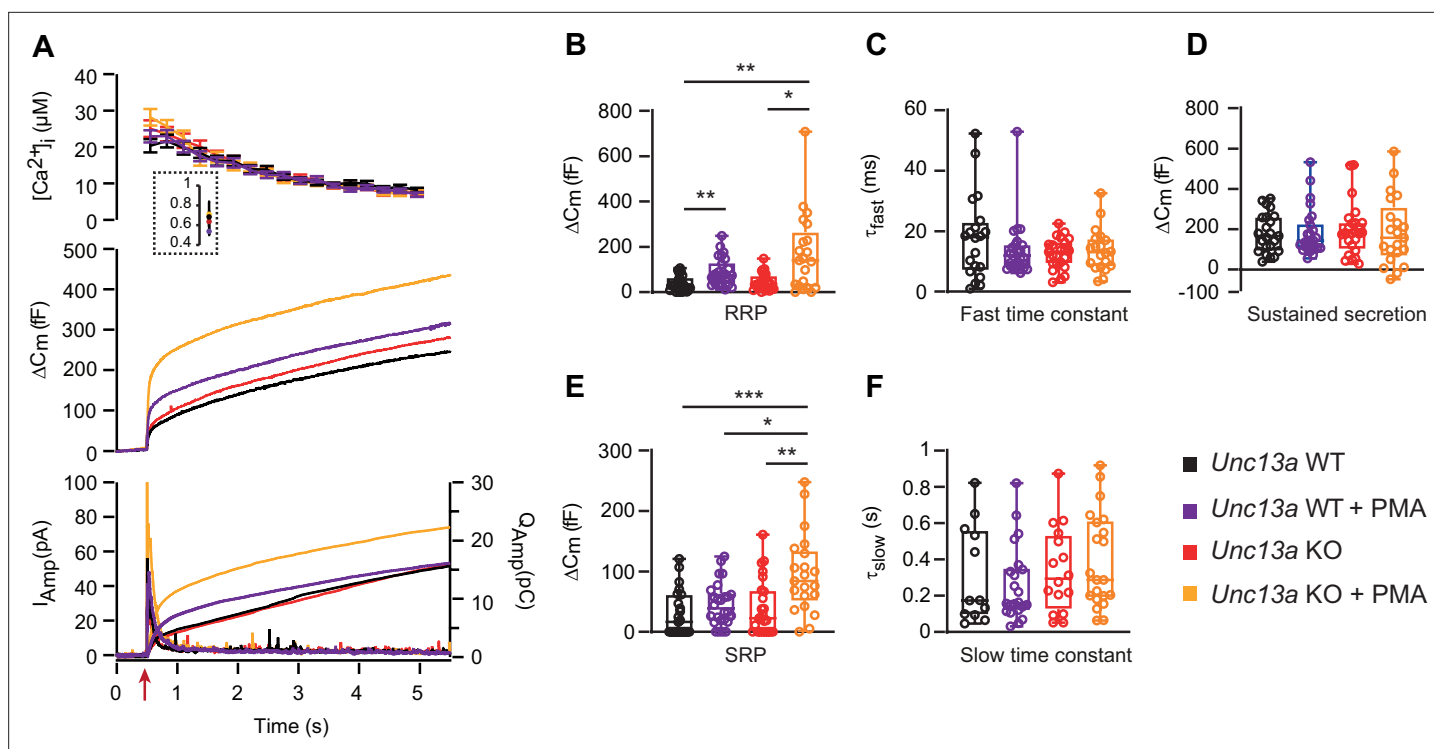 A
[Ca2+]i (µM)
40
30
20
10
0
1
0.8
0.6
0.4
ΔCm (fF)
500
400
300
200
100
0
IAmp(pA)
100
80
60
40
20
0
QAmp(pC)
30
20
10
0
0 1 2 3 4 5
Time (s)
B
**
*
**
ΔCm (fF)
800
600
400
200
0
RRP
C
τfast (ms)
60
40
20
0
Fast time constant
D
ΔCm (fF)
800
600
400
200
0
-100
Sustained secretion
E
***
*
**
ΔCm (fF)
300
200
100
0
SRP
F
τslow (s)
1
0.8
0.6
0.4
0.2
0
Slow time constant
Unc13a WT
Unc13a WT + PMA
Unc13a KO
Unc13a KO + PMA